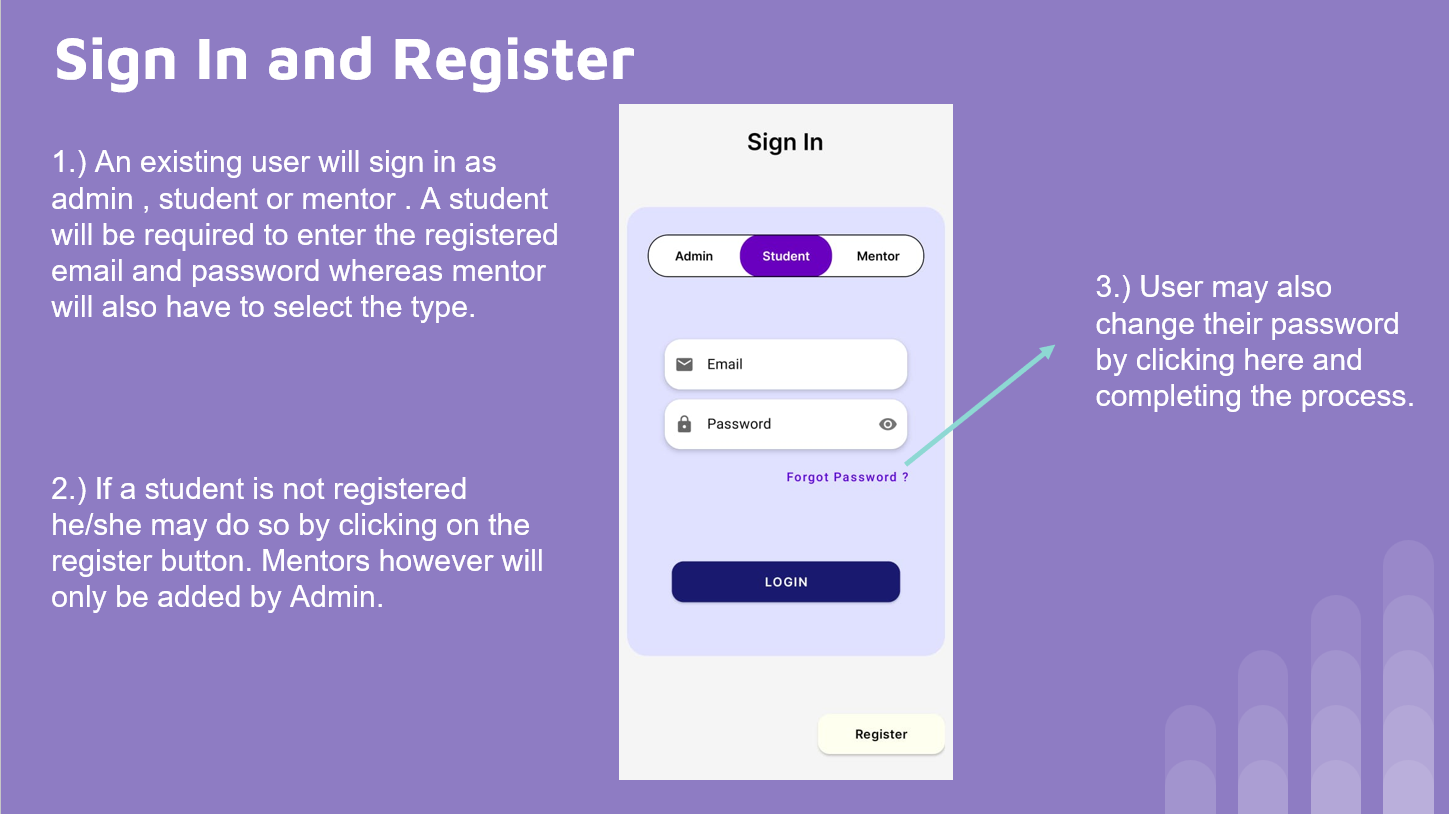 Sign In and Register
1.) An existing user will sign in as
admin , student or mentor . A student
will be required to enter the registered
email and password whereas mentor
will also have to select the type.
2.) If a student is not registered
he/she may do so by clicking on the
register button. Mentors however will
only be added by Admin.
Sign In
Admin Student Mentor
Email
Password
Forgot Password ?
LOGIN
Register
3.) User may also
change their password
by clicking here and
completing the process.